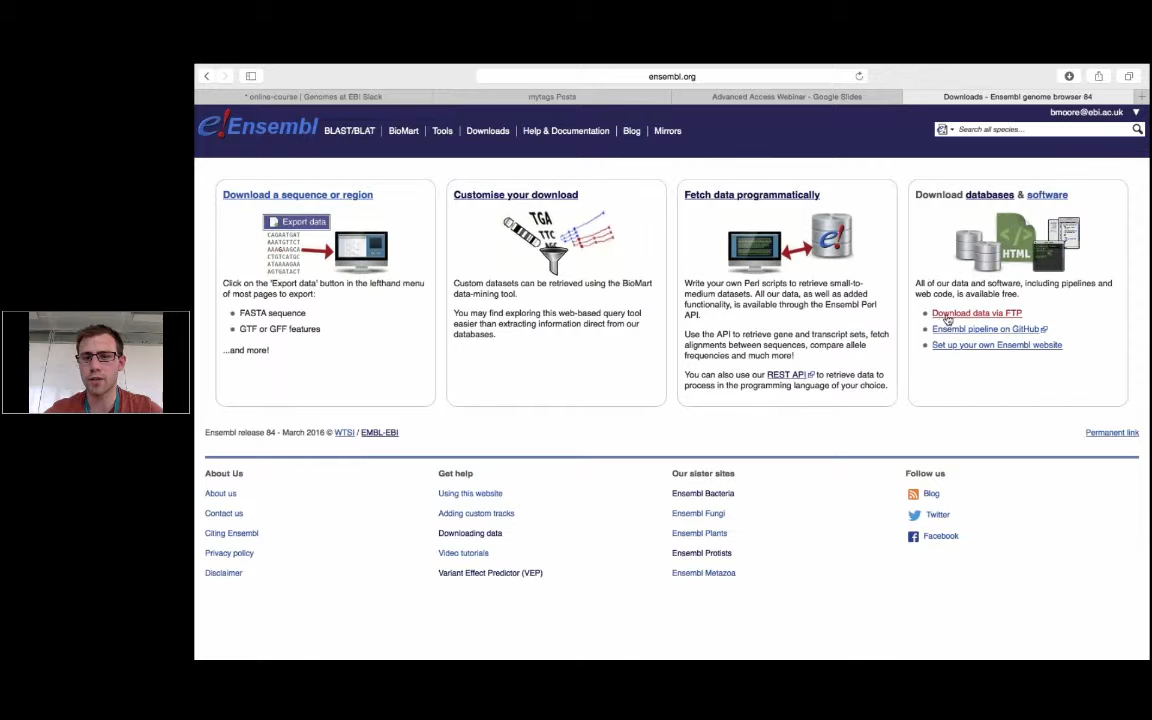 ensembl.org
* online-course | Genomes at EBI Slack
mytags Posts
Advanced Access Webinar - Google Slides
Downloads - Ensembl genome browser 84
bmoore@ebi.ac.uk
e!Ensembl
BLAST/BLAT | BioMart | Tools | Downloads | Help & Documentation | Blog | Mirrors
Search all species...
Download a sequence or region
Export data
CAGAATGAT
AAATGTTCT
AAAGAAGCA
CTGTCATGC
ATAAAAGAA
AGTGATACT
Click on the 'Export data' button in the lefthand menu
of most pages to export:
FASTA sequence
GTF or GFF features
...and more!
Customise your download
TGA
TTC
Custom datasets can be retrieved using the BioMart
data-mining tool.
You may find exploring this web-based query tool
easier than extracting information direct from our
databases.
Fetch data programmatically
e!
Write your own Perl scripts to retrieve small-to-
medium datasets. All our data, as well as added
functionality, is available through the Ensembl Perl
API.
Use the API to retrieve gene and transcript sets, fetch
alignments between sequences, compare allele
frequencies and much more!
You can also use our REST API to retrieve data to
process in the programming language of your choice.
Download databases & software
</>
HTML
All of our data and software, including pipelines and
web code, is available free.
Download data via FTP
Ensembl pipeline on GitHub
Set up your own Ensembl website
Ensembl release 84 - March 2016 © WTSI / EMBL-EBI
Permanent link
About Us
About us
Contact us
Citing Ensembl
Privacy policy
Disclaimer
Get help
Using this website
Adding custom tracks
Downloading data
Video tutorials
Variant Effect Predictor (VEP)
Our sister sites
Ensembl Bacteria
Ensembl Fungi
Ensembl Plants
Ensembl Protists
Ensembl Metazoa
Follow us
Blog
Twitter
Facebook